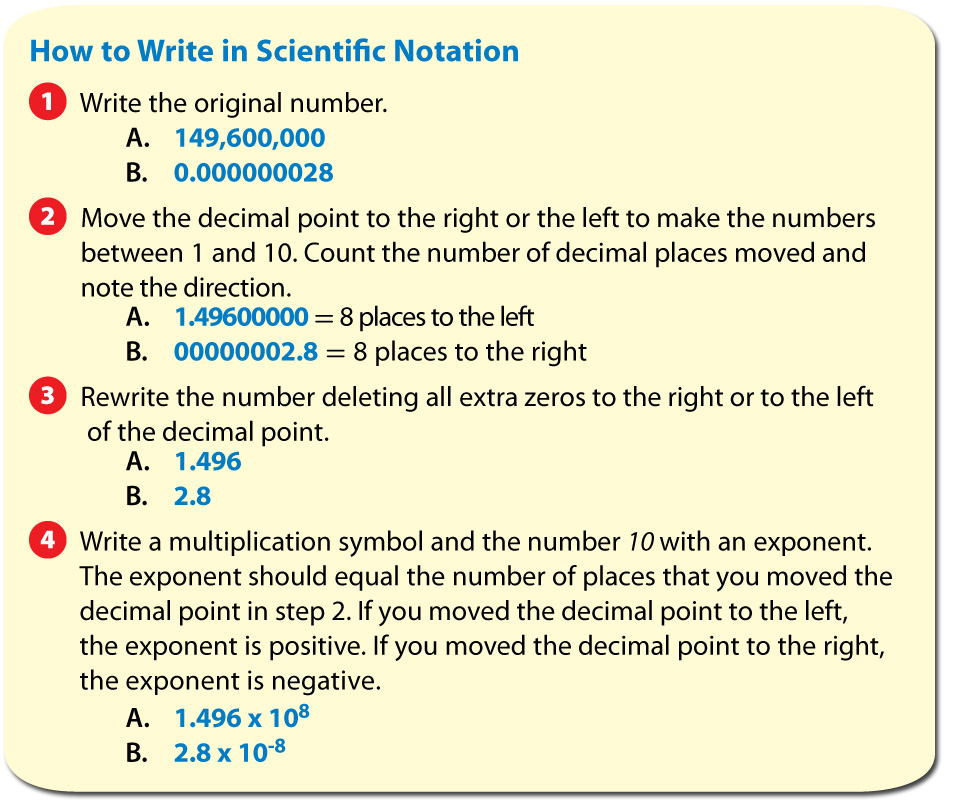 How to Write in Scientific Notation
1 Write the original number.
A. 149,600,000
B. 0.000000028
2 Move the decimal point to the right or the left to make the numbers
between 1 and 10. Count the number of decimal places moved and
note the direction.
A. 1.49600000 = 8 places to the left
B. 00000002.8 = 8 places to the right
3 Rewrite the number deleting all extra zeros to the right or to the left
of the decimal point.
A. 1.496
B. 2.8
4 Write a multiplication symbol and the number 10 with an exponent.
The exponent should equal the number of places that you moved the
decimal point in step 2. If you moved the decimal point to the left,
the exponent is positive. If you moved the decimal point to the right,
the exponent is negative.
A. 1.496 x 10⁸
B. 2.8 x 10⁻⁸